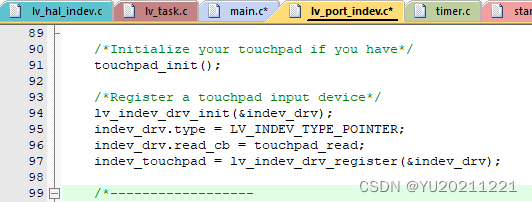 lv_hal_indev.c lv_task.c main.c* lv_port_indev.c* timer.c
89
90 /*Initialize your touchpad if you have*/
91 touchpad_init();
92
93 /*Register a touchpad input device*/
94 lv_indev_drv_init(&indev_drv);
95 indev_drv.type = LV_INDEV_TYPE_POINTER;
96 indev_drv.read_cb = touchpad_read;
97 indev_touchpad = lv_indev_drv_register(&indev_drv);
98
99 /*------------------
CSDN @YU20211221